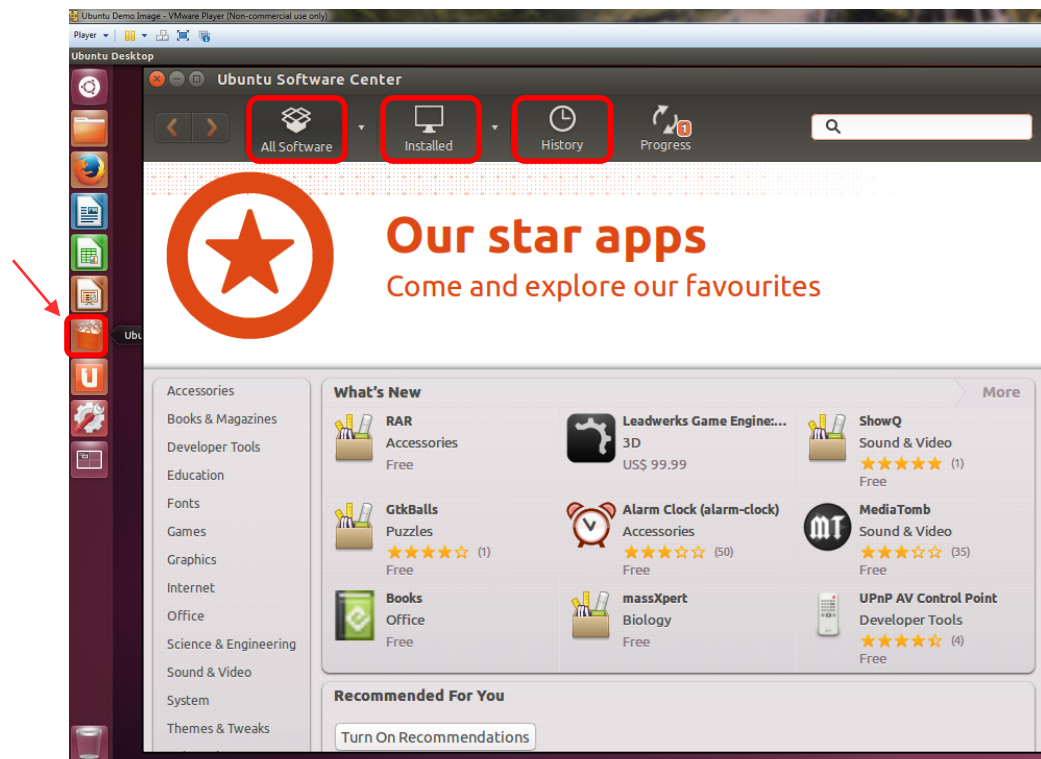 Ubuntu Demo Image - VMware Player (Non-commercial use only)
Player
Ubuntu Desktop
Ubuntu Software Center
All Software
Installed
History
Progress
1
Our star apps
Come and explore our favourites
Ubu
Accessories
Books & Magazines
Developer Tools
Education
Fonts
Games
Graphics
Internet
Office
Science & Engineering
Sound & Video
System
Themes & Tweaks
What's New
More
RAR
Accessories
Free
Leadwerks Game Engine:...
3D
US$ 99.99
ShowQ
Sound & Video
(1)
Free
GtkBalls
Puzzles
(1)
Free
Alarm Clock (alarm-clock)
Accessories
(50)
Free
MT
MediaTomb
Sound & Video
(35)
Free
Books
Office
Free
massXpert
Biology
Free
UPnP AV Control Point
Developer Tools
(4)
Free
Recommended For You
Turn On Recommendations